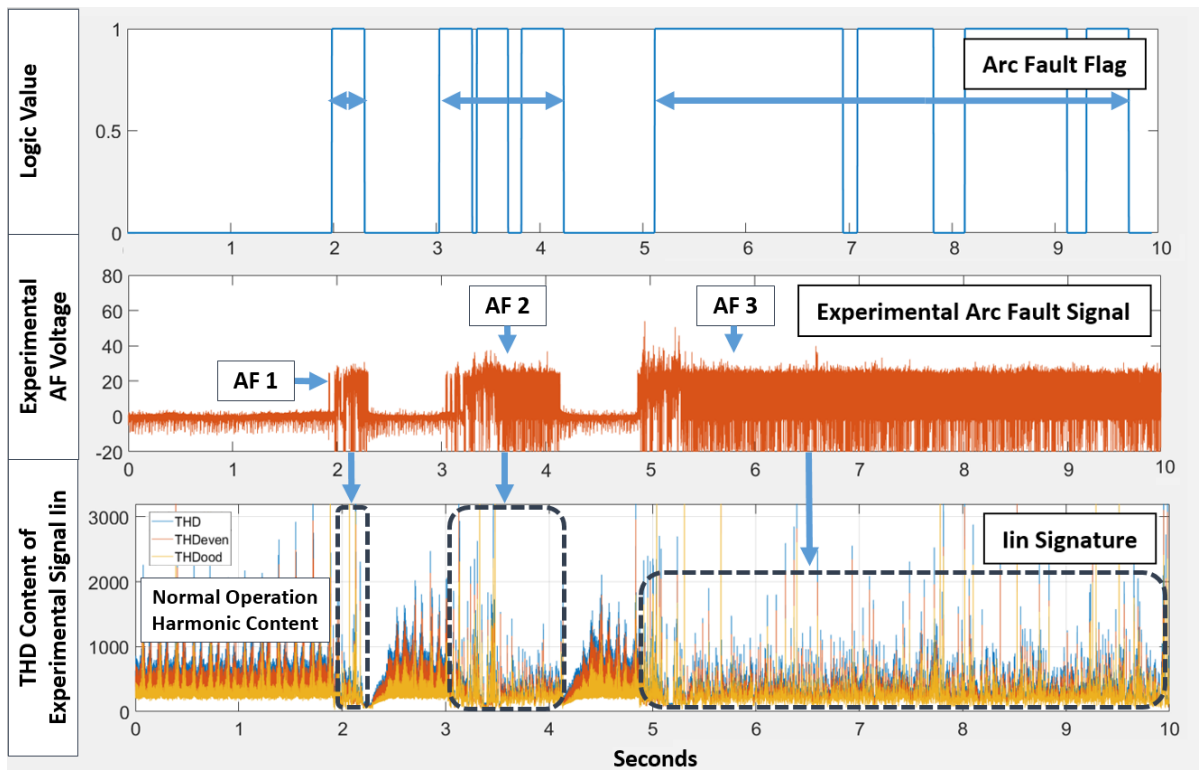 Logic Value
1
0.5
0
Arc Fault Flag
1 2 3 4 5 6 7 8 9 10
Experimental
AF Voltage
80
60
40
20
0
-20
AF 1
AF 2
AF 3
Experimental Arc Fault Signal
0 1 2 3 4 5 6 7 8 9 10
THD Content of
Experimental Signal Iin
3000
2000
1000
0
THD
THDeven
THDood
Normal Operation
Harmonic Content
Iin Signature
0 1 2 3 4 5 6 7 8 9 10
Seconds